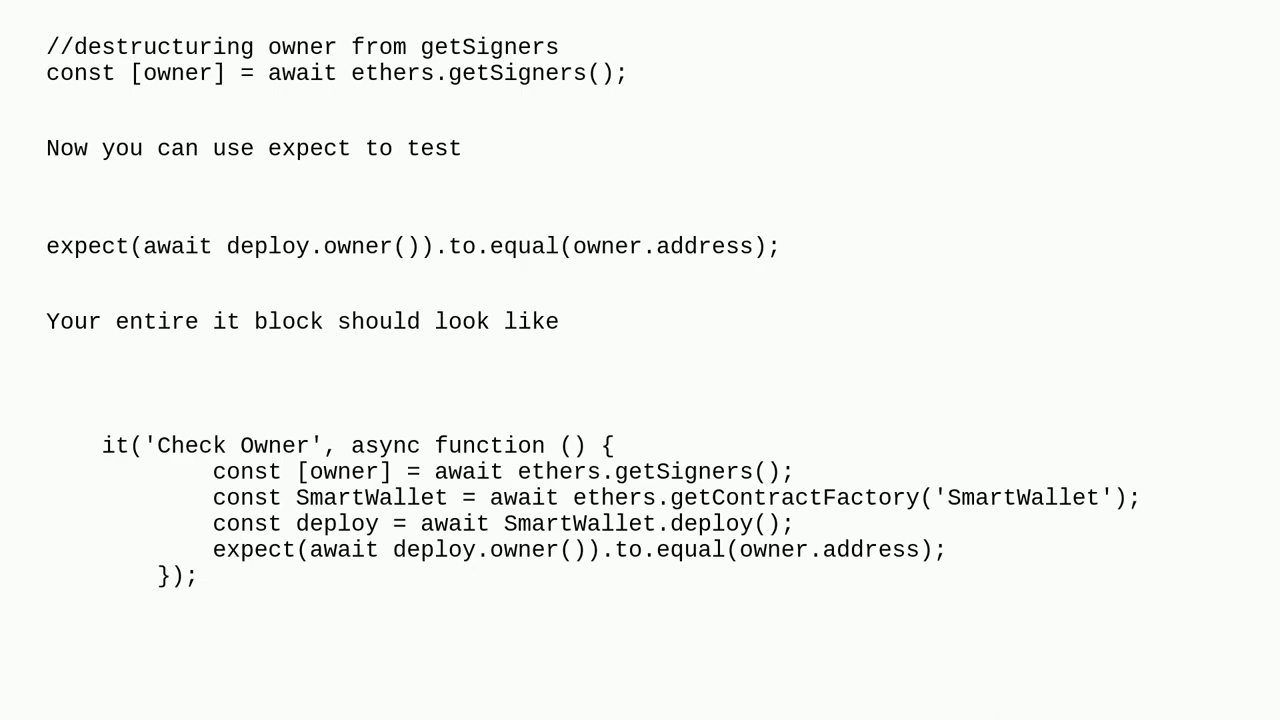 //destructuring owner from getSigners
const [owner] = await ethers.getSigners();
Now you can use expect to test
expect(await deploy.owner()).to.equal(owner.address);
Your entire it block should look like
it('Check Owner', async function () {
const [owner] = await ethers.getSigners();
const SmartWallet = await ethers.getContractFactory('SmartWallet');
const deploy = await SmartWallet.deploy();
expect(await deploy.owner()).to.equal(owner.address);
});